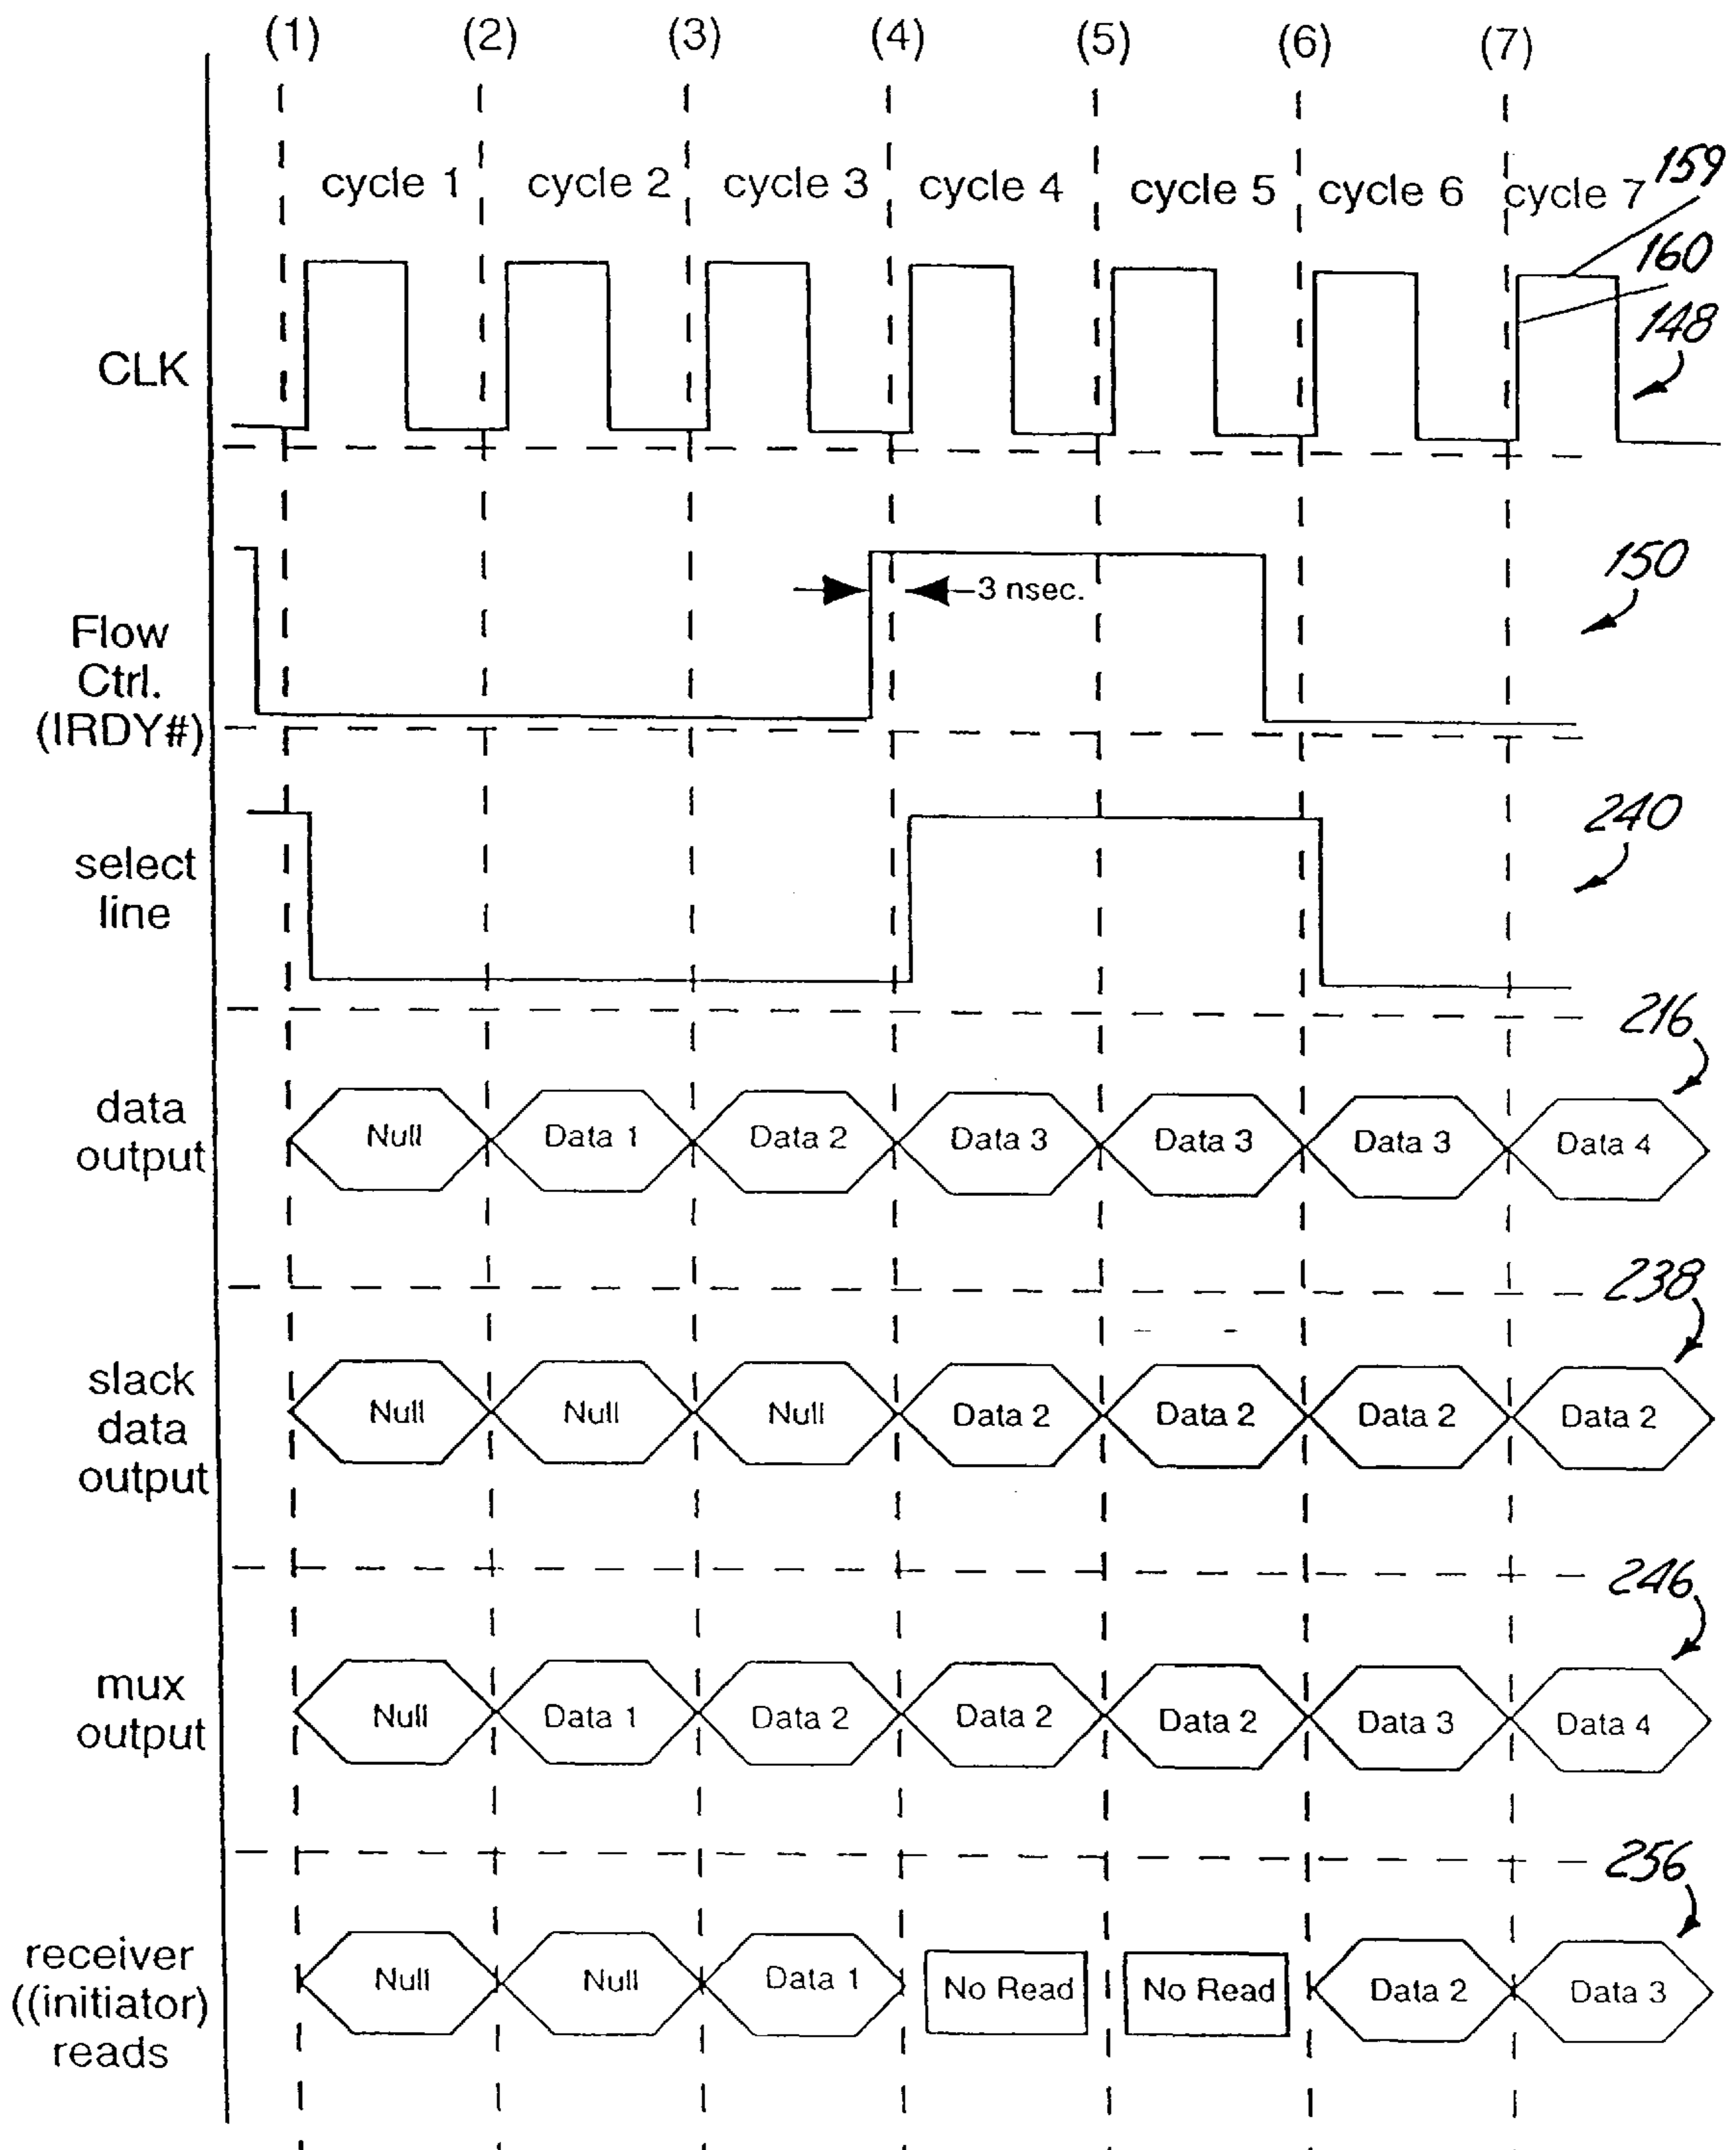 (1) (2) (3) (4) (5) (6) (7)
cycle 1 cycle 2 cycle 3 cycle 4 cycle 5 cycle 6 cycle 7
159
160
148
CLK
150
3 nsec.
Flow
Ctrl.
(IRDY#)
240
select
line
216
data
output
Null Data 1 Data 2 Data 3 Data 3 Data 3 Data 4
238
slack
data
output
Null Null Null Data 2 Data 2 Data 2 Data 2
246
mux
output
Null Data 1 Data 2 Data 2 Data 2 Data 3 Data 4
256
receiver
((initiator)
reads
Null Null Data 1 No Read No Read Data 2 Data 3